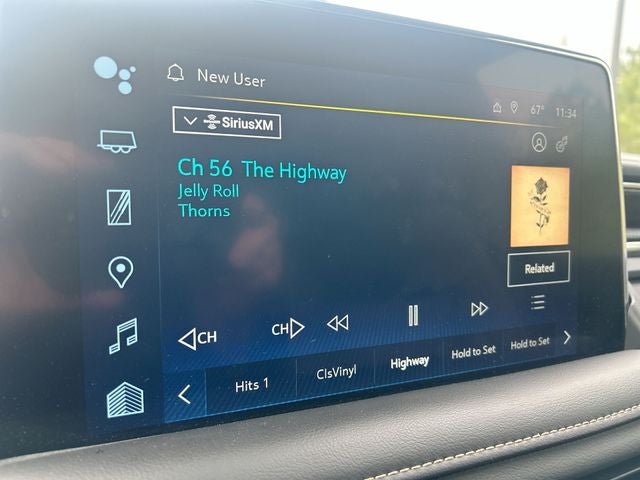 New User
67° 11:34
SiriusXM
Ch 56 The Highway
Jelly Roll
Thorns
Related
CH CH
Hits 1 ClsVinyl Highway Hold to Set Hold to Set